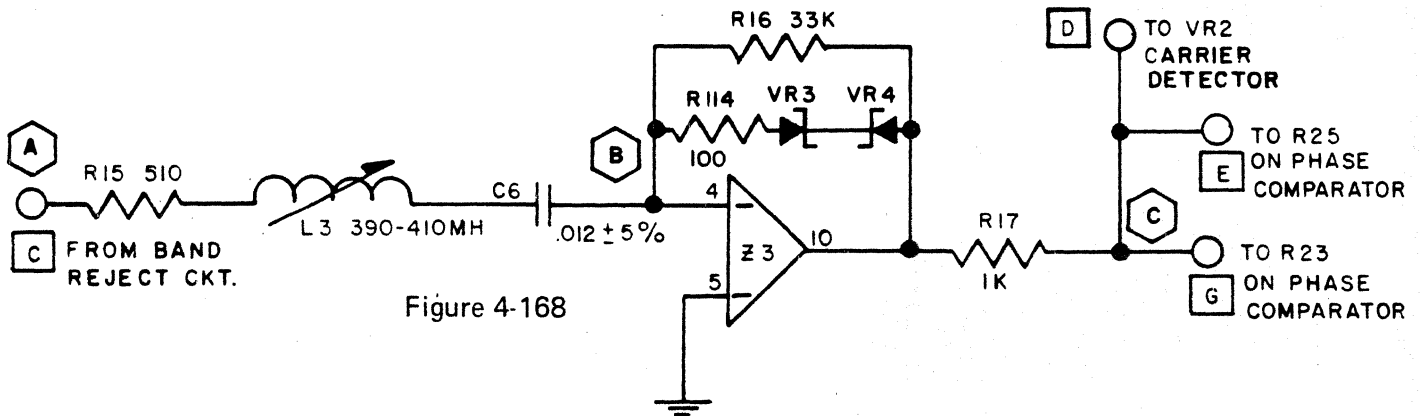 R16 33K
R114
VR3
VR4
100
A
R15 510
L3 390-410MH
C6
.012 ± 5%
B
4
5
Z3
10
R17
1K
C
FROM BAND
REJECT CKT.
D
TO VR2
CARRIER
DETECTOR
TO R25
E
ON PHASE
COMPARATOR
C
TO R23
G
ON PHASE
COMPARATOR
Figure 4-168